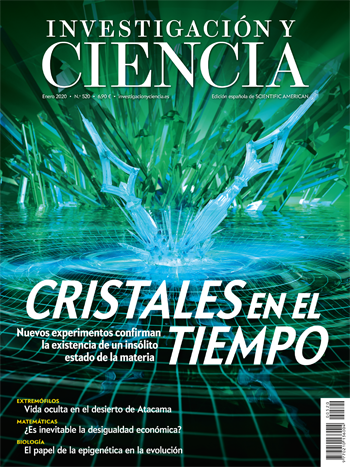 INVESTIGACIÓN Y
CIENCIA
Enero 2020 • N.º 520 • 6,90 € • investigacionyciencia.es
Edición española de SCIENTIFIC AMERICAN
CRISTALES EN EL
TIEMPO
Nuevos experimentos confirman
la existencia de un insólito
estado de la materia
EXTREMÓFILOS
Vida oculta en el desierto de Atacama
MATEMÁTICAS
¿Es inevitable la desigualdad económica?
BIOLOGÍA
El papel de la epigenética en la evolución